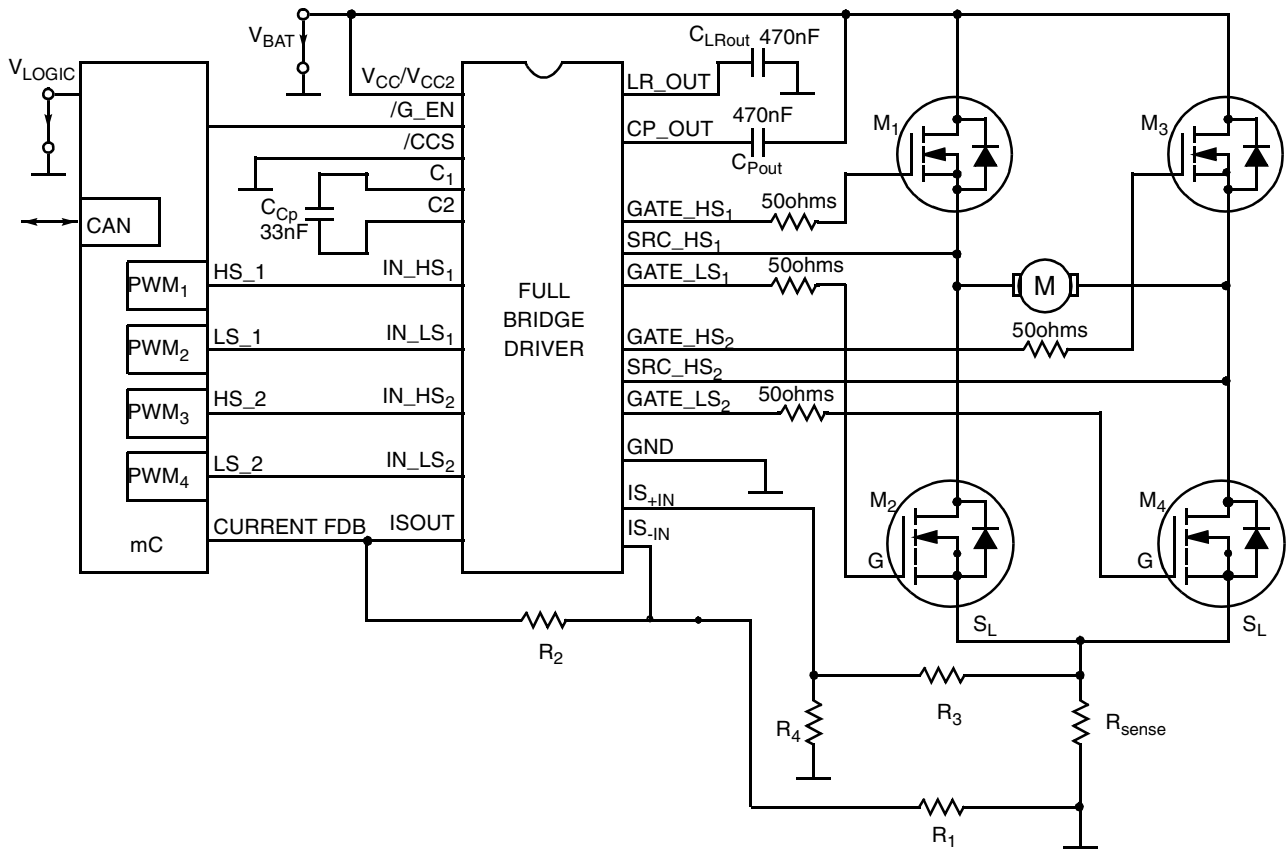 V_BAT
C_LRout 470nF
V_LOGIC
V_CC/V_CC2
LR_OUT
/G_EN
M_1
M_3
470nF
CP_OUT
/CCS
C_Pout
C_1
C_Cp
33nF
C2
CAN
GATE_HS_1
50ohms
SRC_HS_1
PWM_1
HS_1
IN_HS_1
GATE_LS_1
50ohms
FULL
BRIDGE
DRIVER
M
PWM_2
LS_1
IN_LS_1
GATE_HS_2
50ohms
SRC_HS_2
PWM_3
HS_2
IN_HS_2
GATE_LS_2
50ohms
GND
PWM_4
LS_2
IN_LS_2
IS_+IN
M_2
M_4
CURRENT FDB
ISOUT
IS_-IN
mC
G
G
S_L
S_L
R_2
R_3
R_4
R_sense
R_1